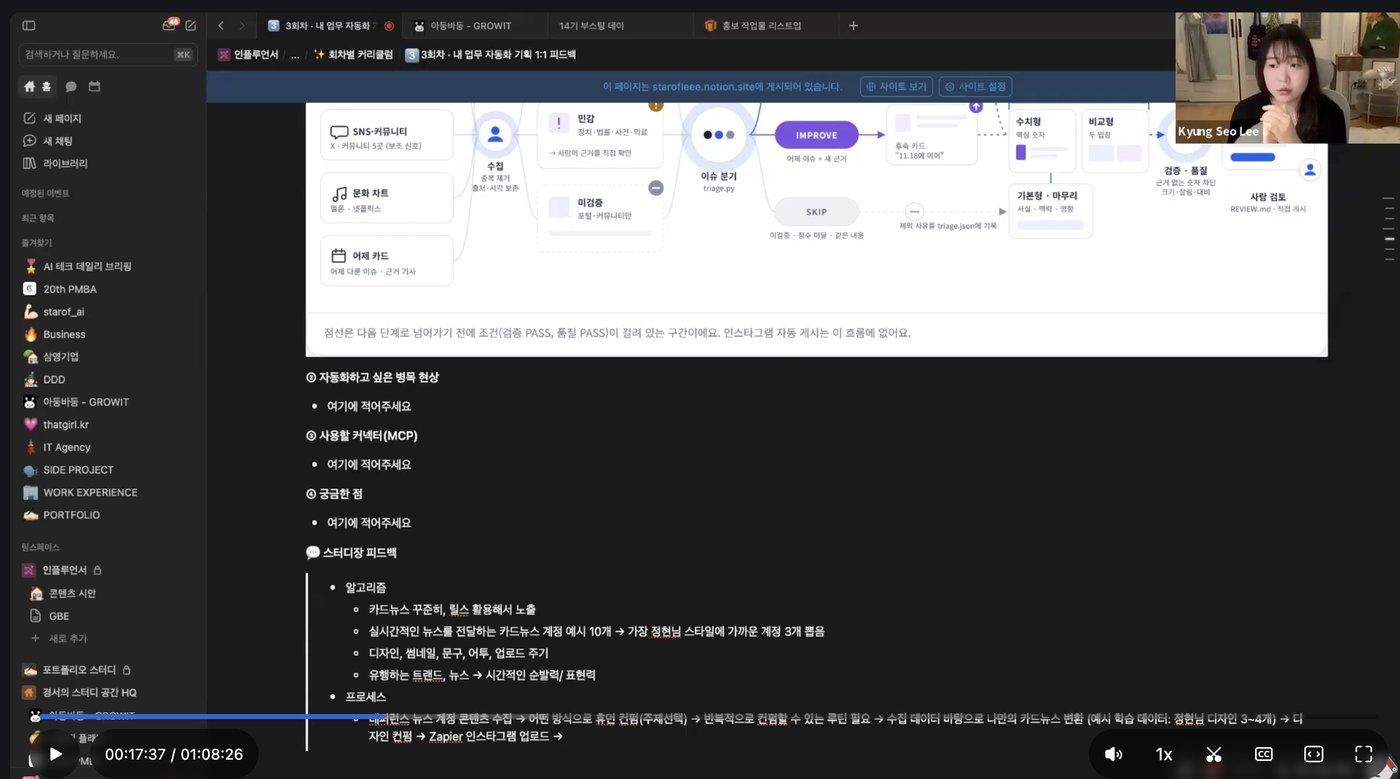 46
3회차 · 내 업무 자동화
아둥바둥 - GROWIT
14기 부스팅 데이
홍보 작업물 리스트업
검색하거나 질문하세요.
⌘K
인플루언서 / ... / ✨ 회차별 커리큘럼 / 3 3회차 · 내 업무 자동화 기획 1:1 피드백
홈
이 페이지는 starofleee.notion.site에 게시되어 있습니다.
사이트 보기
사이트 설정
Kyung Seo Lee
새 페이지
새 채팅
라이브러리
예정된 이벤트
최근 항목
즐겨찾기
AI 테크 데일리 브리핑
20th PMBA
starof_ai
Business
삼영기업
DDD
아둥바둥 - GROWIT
thatgirl.kr
IT Agency
SIDE PROJECT
WORK EXPERIENCE
PORTFOLIO
팀스페이스
인플루언서
콘텐츠 시안
GBE
새로 추가
포트폴리오 스터디
경서의 스터디 공간 HQ
SNS·커뮤니티
X · 커뮤니티 5곳 (보조 신호)
문화 차트
멜론 · 넷플릭스
어제 카드
어제 다룬 이슈 · 근거 기사
수집
중복 제거
출처·시각 보존
민감
정치·법률·사건·의료
→ 사람이 근거를 직접 확인
미검증
포털·커뮤니티만
이슈 분기
triage.py
IMPROVE
어제 이슈 + 새 근거
SKIP
미검증 · 점수 미달 · 같은 내용
후속 카드
"11.18에 이어"
제외 사유를 triage.json에 기록
수치형
핵심 숫자
비교형
두 입장
기본형 · 마무리
사실 · 맥락 · 영향
검증 · 품질
근거 없는 숫자 차단
크기·살림·대비
사람 검토
REVIEW.md · 직접 게시
점선은 다음 단계로 넘어가기 전에 조건(검증 PASS, 품질 PASS)이 걸려 있는 구간이에요. 인스타그램 자동 게시는 이 흐름에 없어요.
② 자동화하고 싶은 병목 현상
여기에 적어주세요
③ 사용할 커넥터(MCP)
여기에 적어주세요
④ 궁금한 점
여기에 적어주세요
스터디장 피드백
알고리즘
카드뉴스 꾸준히, 릴스 활용해서 노출
실시간적인 뉴스를 전달하는 카드뉴스 계정 예시 10개 → 가장 정현님 스타일에 가까운 계정 3개 뽑음
디자인, 썸네일, 문구, 어투, 업로드 주기
유행하는 트랜드, 뉴스 → 시간적인 순발력/ 표현력
프로세스
레퍼런스 뉴스 계정 콘텐츠 수집 → 어떤 방식으로 휴먼 컨펌(주제선택) → 반복적으로 컨펌할 수 있는 루틴 필요 → 수집 데이터 바탕으로 나만의 카드뉴스 변환 (예시 학습 데이터: 정현님 디자인 3~4개) → 디
자인 컨펌 → Zapier 인스타그램 업로드 →
00:17:37 / 01:08:26
1x